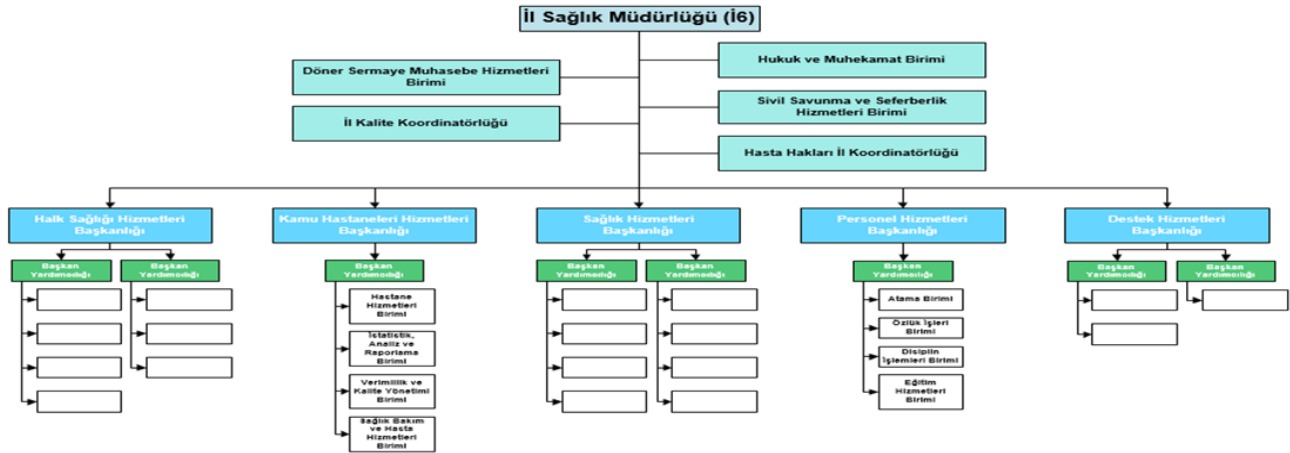 İl Sağlık Müdürlüğü (İ6)
Döner Sermaye Muhasebe Hizmetleri
Birimi
Hukuk ve Muhekamat Birimi
İl Kalite Koordinatörlüğü
Sivil Savunma ve Seferberlik
Hizmetleri Birimi
Hasta Hakları İl Koordinatörlüğü
Halk Sağlığı Hizmetleri
Başkanlığı
Kamu Hastaneleri Hizmetleri
Başkanlığı
Sağlık Hizmetleri
Başkanlığı
Personel Hizmetleri
Başkanlığı
Destek Hizmetleri
Başkanlığı
Başkan
Yardımcılığı
Başkan
Yardımcılığı
Başkan
Yardımcılığı
Başkan
Yardımcılığı
Başkan
Yardımcılığı
Başkan
Yardımcılığı
Başkan
Yardımcılığı
Başkan
Yardımcılığı
Hastane
Hizmetleri
Birimi
İstatistik,
Analiz ve
Raporlama
Birimi
Verimlilik ve
Kalite Yönetimi
Birimi
Sağlık Bakım
ve Hasta
Hizmetleri
Birimi
Atama Birimi
Özlük İşleri
Birimi
Disiplin
İşlemleri Birimi
Eğitim
Hizmetleri
Birimi